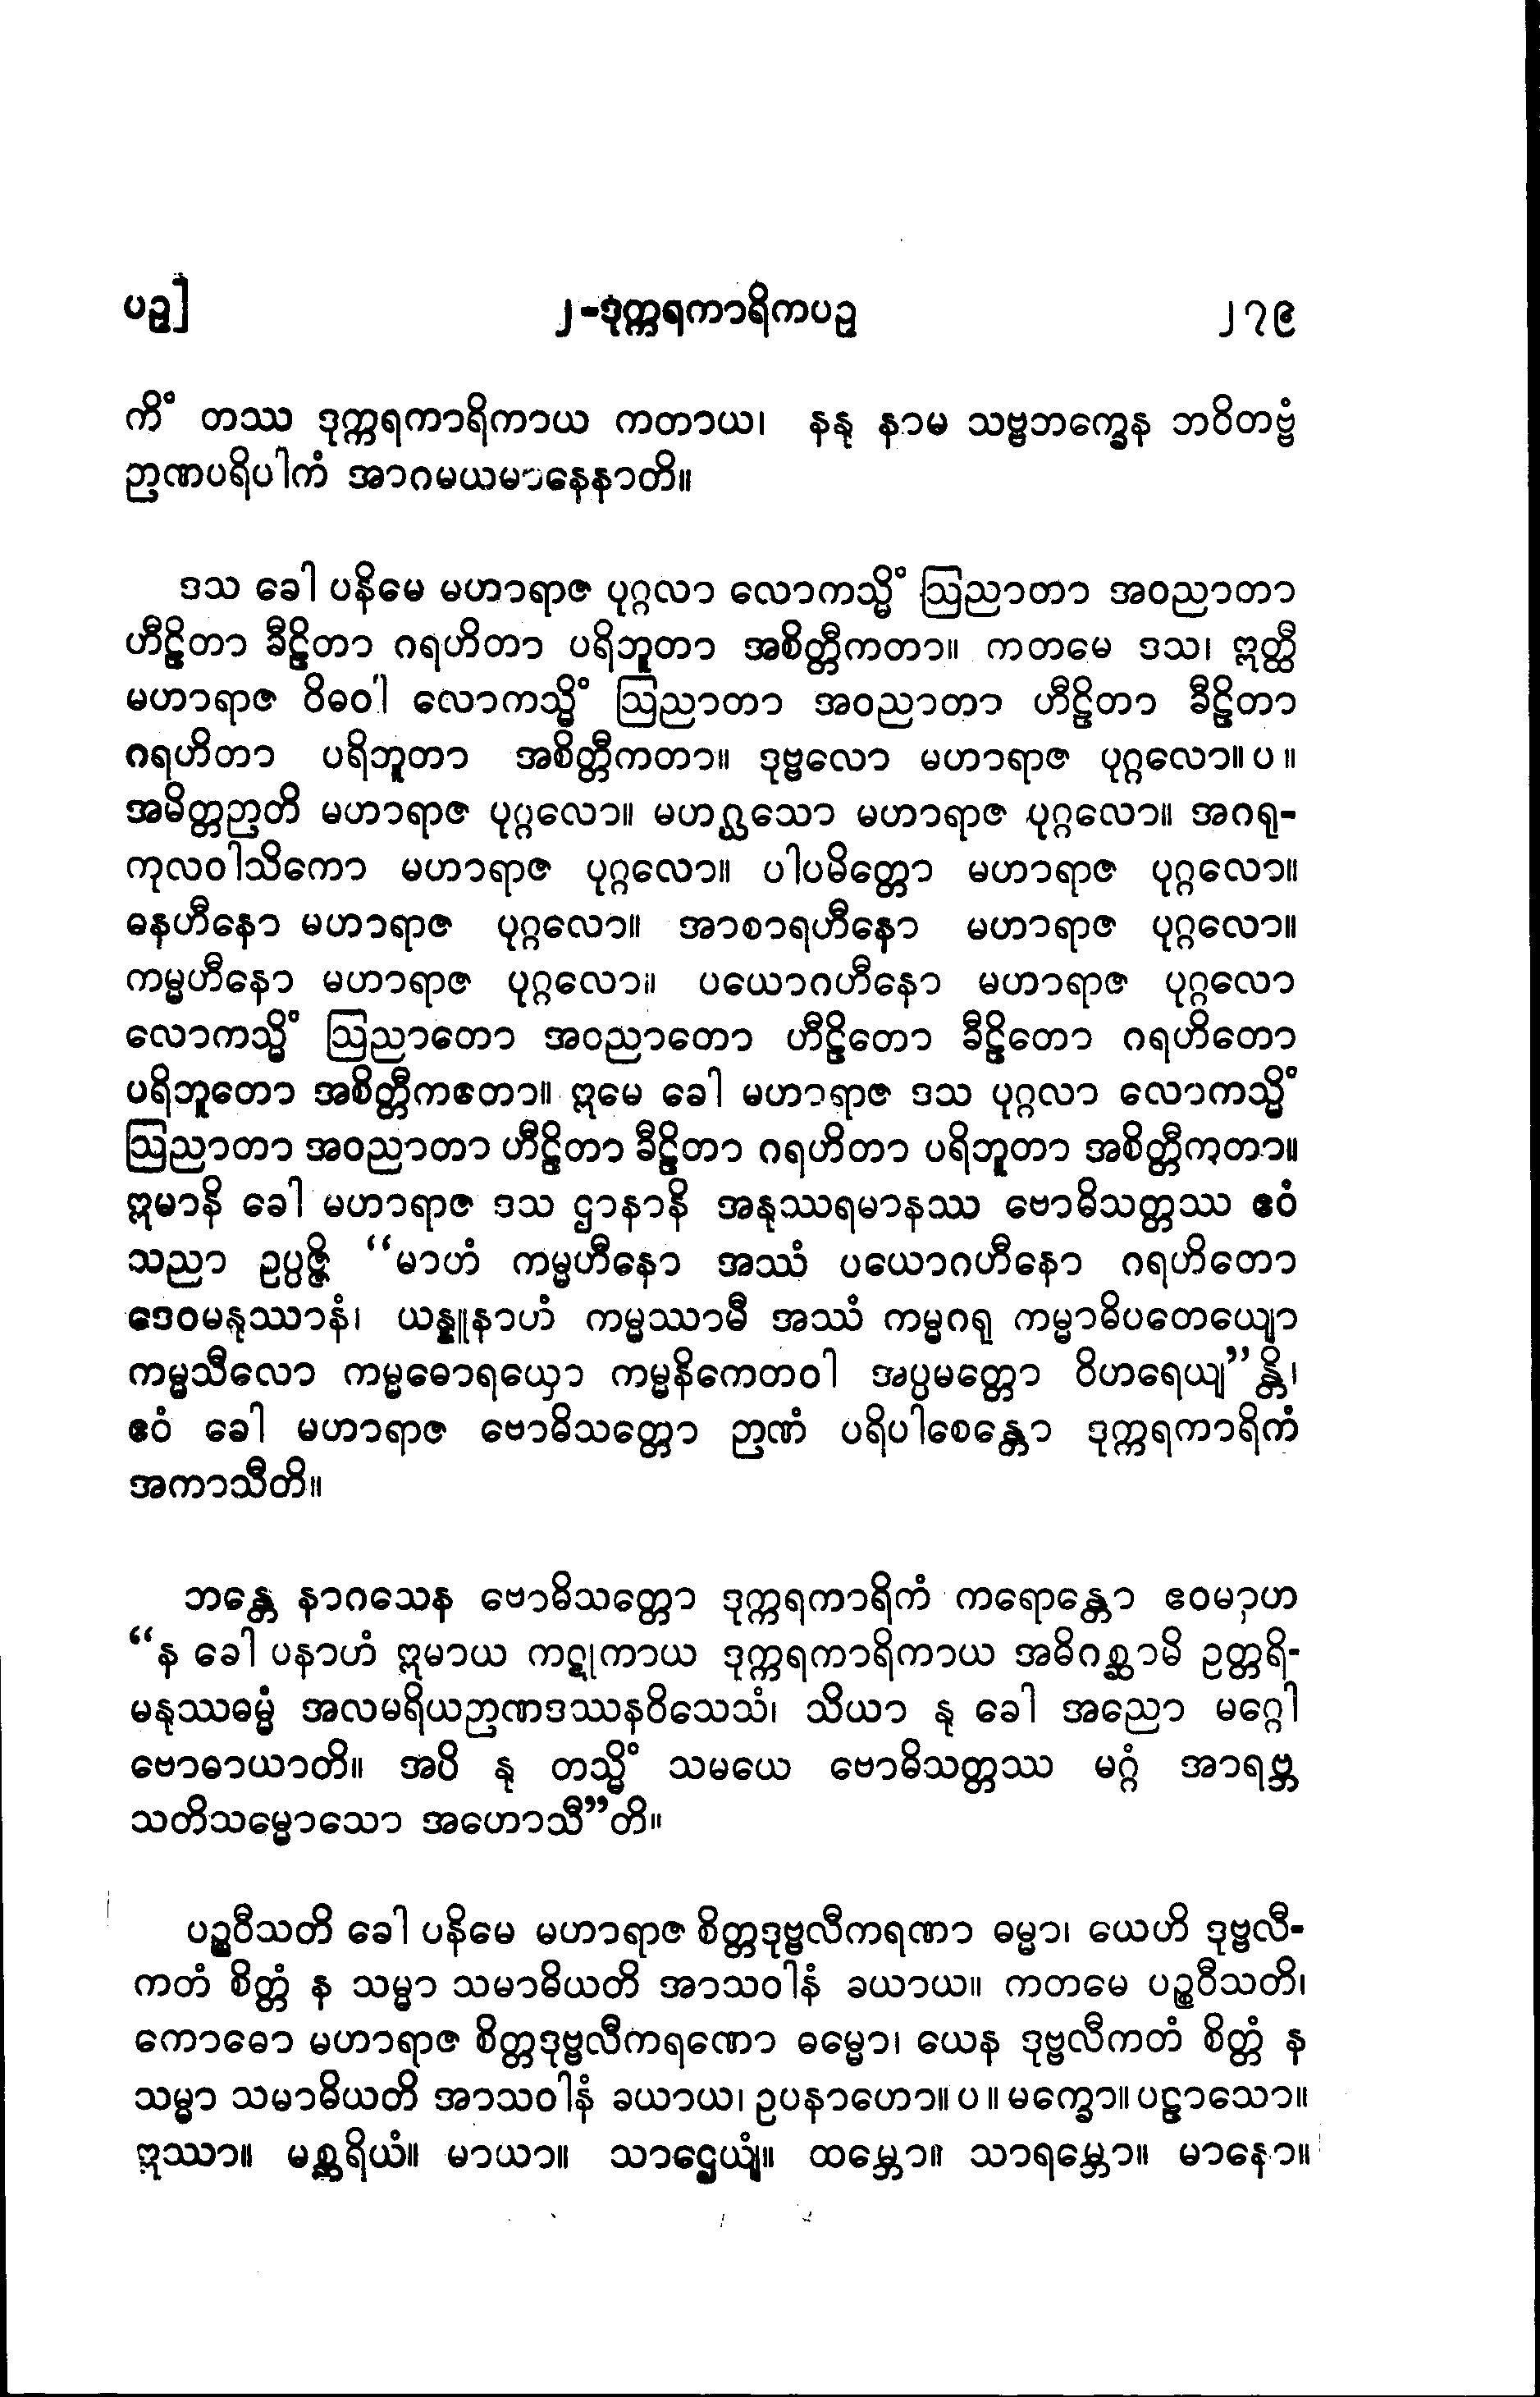 ပဉှ]
၂-ဒုက္ကရကာရိကပဉှ
၂၇၉
ကိံ တဿ ဒုက္ကရကာရိကာယ ကတာယ၊ နနု နာမ သဗ္ဗဘက္ခေန ဘဝိတဗ္ဗံ
ဉာဏပရိပါကံ အာဂမယမာနေနာတိ။
ဒသ ခေါ ပနိမေ မဟာရာဇ ပုဂ္ဂလာ လောကသ္မိံ ဩညာတာ အဝညာတာ
ဟီဠိတာ ခီဠိတာ ဂရဟိတာ ပရိဘူတာ အစိတ္တီကတာ။ ကတမေ ဒသ၊ ဣတ္ထီ
မဟာရာဇ ဝိဓဝါ လောကသ္မိံ ဩညာတာ အဝညာတာ ဟီဠိတာ ခီဠိတာ
ဂရဟိတာ ပရိဘူတာ အစိတ္တီကတာ။ ဒုဗ္ဗလော မဟာရာဇ ပုဂ္ဂလော။ပ။
အမိတ္တဉာတိ မဟာရာဇ ပုဂ္ဂလော။ မဟဂ္ဃသော မဟာရာဇ ပုဂ္ဂလော။ အဂရု-
ကုလဝါသိကော မဟာရာဇ ပုဂ္ဂလော။ ပါပမိတ္တော မဟာရာဇ ပုဂ္ဂလော။
ဓနဟီနော မဟာရာဇ ပုဂ္ဂလော။ အာစာရဟီနော မဟာရာဇ ပုဂ္ဂလော။
ကမ္မဟီနော မဟာရာဇ ပုဂ္ဂလော။ ပယောဂဟီနော မဟာရာဇ ပုဂ္ဂလော
လောကသ္မိံ ဩညာတော အဝညာတော ဟီဠိတော ခီဠိတော ဂရဟိတော
ပရိဘူတော အစိတ္တီကတော။ ဣမေ ခေါ မဟာရာဇ ဒသ ပုဂ္ဂလာ လောကသ္မိံ
ဩညာတာ အဝညာတာ ဟီဠိတာ ခီဠိတာ ဂရဟိတာ ပရိဘူတာ အစိတ္တီကတာ။
ဣမာနိ ခေါ မဟာရာဇ ဒသ ဌာနာနိ အနုဿရမာနဿ ဗောဓိသတ္တဿ ဧဝံ
သညာ ဥပ္ပဇ္ဇိ “မာဟံ ကမ္မဟီနော အဿံ ပယောဂဟီနော ဂရဟိတော
ဒေဝမနုဿာနံ၊ ယန္နူနာဟံ ကမ္မဿာမီ အဿံ ကမ္မဂရု ကမ္မာဓိပတေယျော
ကမ္မသီလော ကမ္မဓောရယှော ကမ္မနိကေတဝါ အပ္ပမတ္တော ဝိဟရေယျ”န္တိ၊
ဧဝံ ခေါ မဟာရာဇ ဗောဓိသတ္တော ဉာဏံ ပရိပါစေန္တော ဒုက္ကရကာရိကံ
အကာသီတိ။
ဘန္တေ နာဂသေန ဗောဓိသတ္တော ဒုက္ကရကာရိကံ ကရောန္တော ဧဝမာဟ
“န ခေါ ပနာဟံ ဣမာယ ကဋုကာယ ဒုက္ကရကာရိကာယ အဓိဂစ္ဆာမိ ဥတ္တရိ-
မနုဿဓမ္မံ အလမရိယဉာဏဒဿနဝိသေသံ၊ သိယာ နု ခေါ အညော မဂ္ဂေါ
ဗောဓာယာတိ။ အပိ နု တသ္မိံ သမယေ ဗောဓိသတ္တဿ မဂ္ဂံ အာရဗ္ဘ
သတိသမ္မောသော အဟောသီ”တိ။
ပဉ္စဝီသတိ ခေါ ပနိမေ မဟာရာဇ စိတ္တဒုဗ္ဗလီကရဏာ ဓမ္မာ၊ ယေဟိ ဒုဗ္ဗလီ-
ကတံ စိတ္တံ န သမ္မာ သမာဓိယတိ အာသဝါနံ ခယာယ။ ကတမေ ပဉ္စဝီသတိ၊
ကောဓော မဟာရာဇ စိတ္တဒုဗ္ဗလီကရဏော ဓမ္မော၊ ယေန ဒုဗ္ဗလီကတံ စိတ္တံ န
သမ္မာ သမာဓိယတိ အာသဝါနံ ခယာယ၊ ဥပနာဟော။ပ။ မက္ခော။ ပဠာသော။
ဣဿာ။ မစ္ဆရိယံ။ မာယာ။ သာဌေယျံ။ ထမ္ဘော။ သာရမ္ဘော။ မာနော။